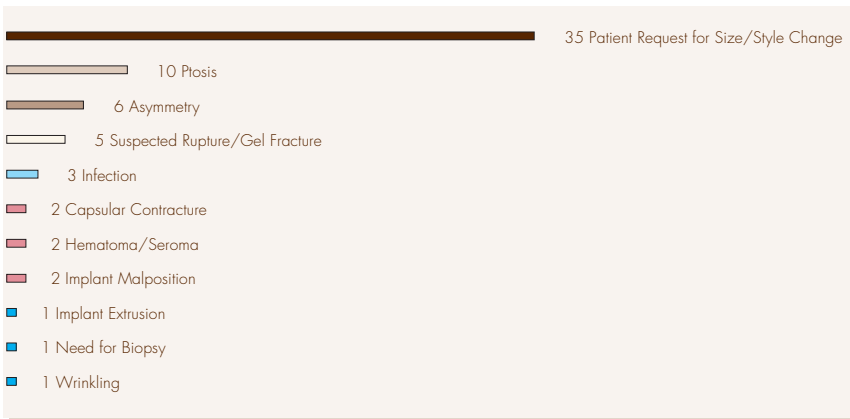 35 Patient Request for Size/Style Change
10 Ptosis
6 Asymmetry
5 Suspected Rupture/Gel Fracture
3 Infection
2 Capsular Contracture
2 Hematoma/Seroma
2 Implant Malposition
1 Implant Extrusion
1 Need for Biopsy
1 Wrinkling